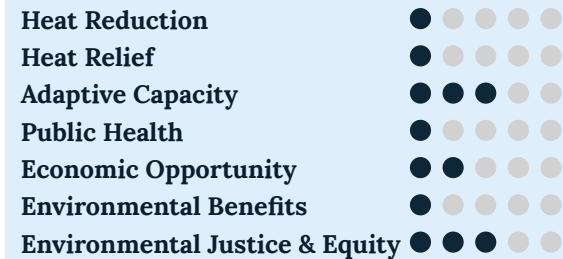 Heat Reduction
Heat Relief
Adaptive Capacity
Public Health
Economic Opportunity
Environmental Benefits
Environmental Justice & Equity